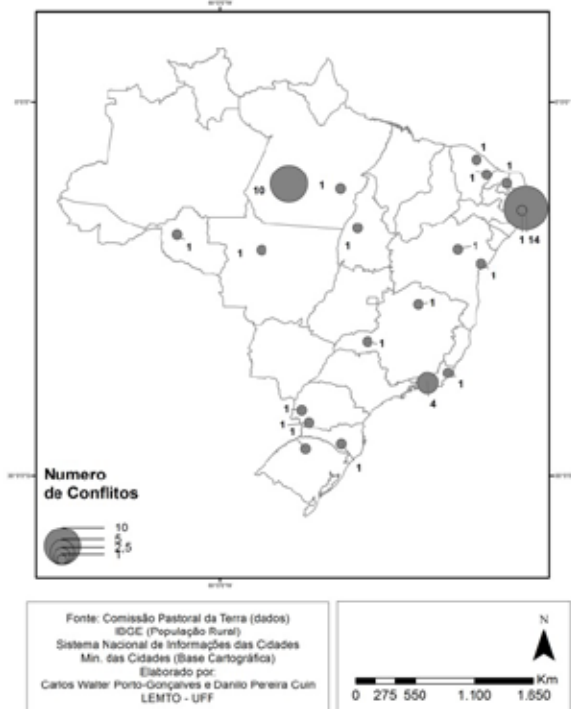 1
1
10
1
1
1
1
1
1 14
1
1
1
1
1
1
4
1
1
1
1
Numero
de Conflitos
10
5
2,5
1
Fonte: Comissão Pastoral da Terra (dados)
IBGE (População Rural)
Sistema Nacional de Informações das Cidades
Min. das Cidades (Base Cartográfica)
Elaborado por:
Carlos Walter Porto-Gonçalves e Danilo Pereira Cuin
LEMTO - UFF
N
Km
0 275 550 1.100 1.650